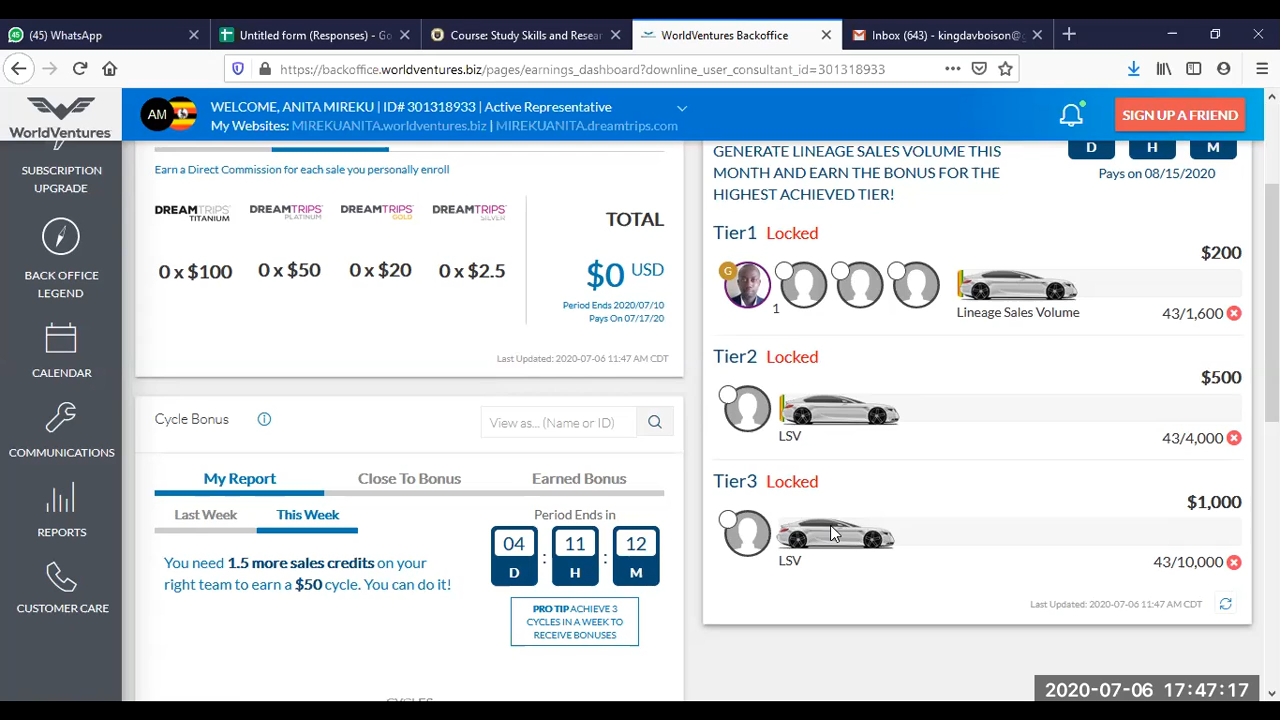 (45) WhatsApp
Untitled form (Responses) - Go
Course: Study Skills and Resear
WorldVentures Backoffice
Inbox (643) - kingdavboison@g
https://backoffice.worldventures.biz/pages/earnings_dashboard?downline_user_consultant_id=301318933
WorldVentures
AM
WELCOME, ANITA MIREKU | ID# 301318933 | Active Representative
My Websites: MIREKUANITA.worldventures.biz | MIREKUANITA.dreamtrips.com
SIGN UP A FRIEND
SUBSCRIPTION
UPGRADE
BACK OFFICE
LEGEND
CALENDAR
COMMUNICATIONS
REPORTS
CUSTOMER CARE
Earn a Direct Commission for each sale you personally enroll
DREAMTRIPS TITANIUM
DREAMTRIPS PLATINUM
DREAMTRIPS GOLD
DREAMTRIPS SILVER
TOTAL
0 x $100
0 x $50
0 x $20
0 x $2.5
$0 USD
Period Ends 2020/07/10
Pays On 07/17/20
Last Updated: 2020-07-06 11:47 AM CDT
Cycle Bonus
View as... (Name or ID)
My Report
Close To Bonus
Earned Bonus
Last Week
This Week
Period Ends in
You need 1.5 more sales credits on your
right team to earn a $50 cycle. You can do it!
04 : 11 : 12
D H M
PRO TIP ACHIEVE 3
CYCLES IN A WEEK TO
RECEIVE BONUSES
CYCLES
GENERATE LINEAGE SALES VOLUME THIS
MONTH AND EARN THE BONUS FOR THE
HIGHEST ACHIEVED TIER!
D H M
Pays on 08/15/2020
Tier1 Locked
$200
G
1
Lineage Sales Volume
43/1,600
Tier2 Locked
$500
LSV
43/4,000
Tier3 Locked
$1,000
LSV
43/10,000
Last Updated: 2020-07-06 11:47 AM CDT
2020-07-06 17:47:17